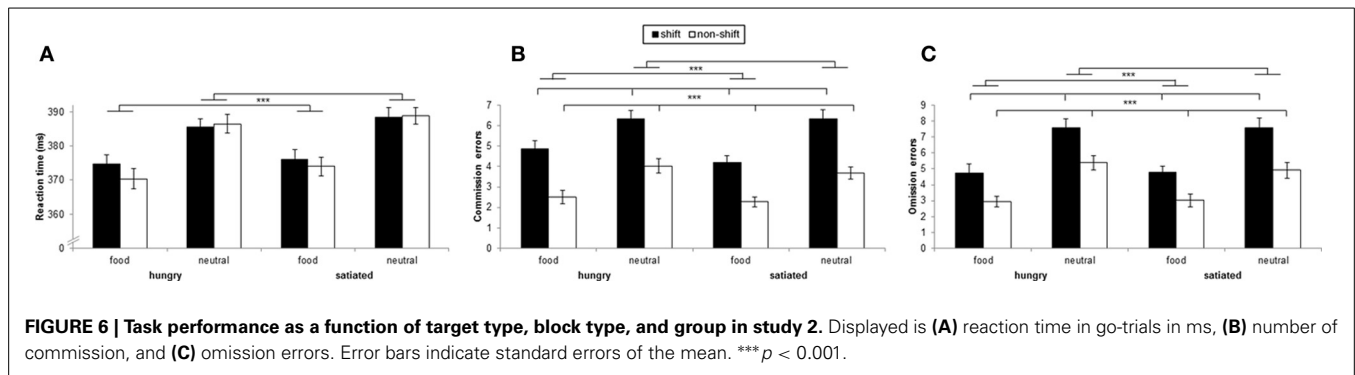 shift non-shift
A
B
C
***
***
***
***
***
390
380
370
360
0
Reaction time (ms)
food neutral food neutral
hungry satiated
7
6
5
4
3
2
1
0
Commission errors
food neutral food neutral
hungry satiated
9
8
7
6
5
4
3
2
1
0
Omission errors
food neutral food neutral
hungry satiated
FIGURE 6 | Task performance as a function of target type, block type, and group in study 2. Displayed is (A) reaction time in go-trials in ms, (B) number of
commission, and (C) omission errors. Error bars indicate standard errors of the mean. ***p < 0.001.